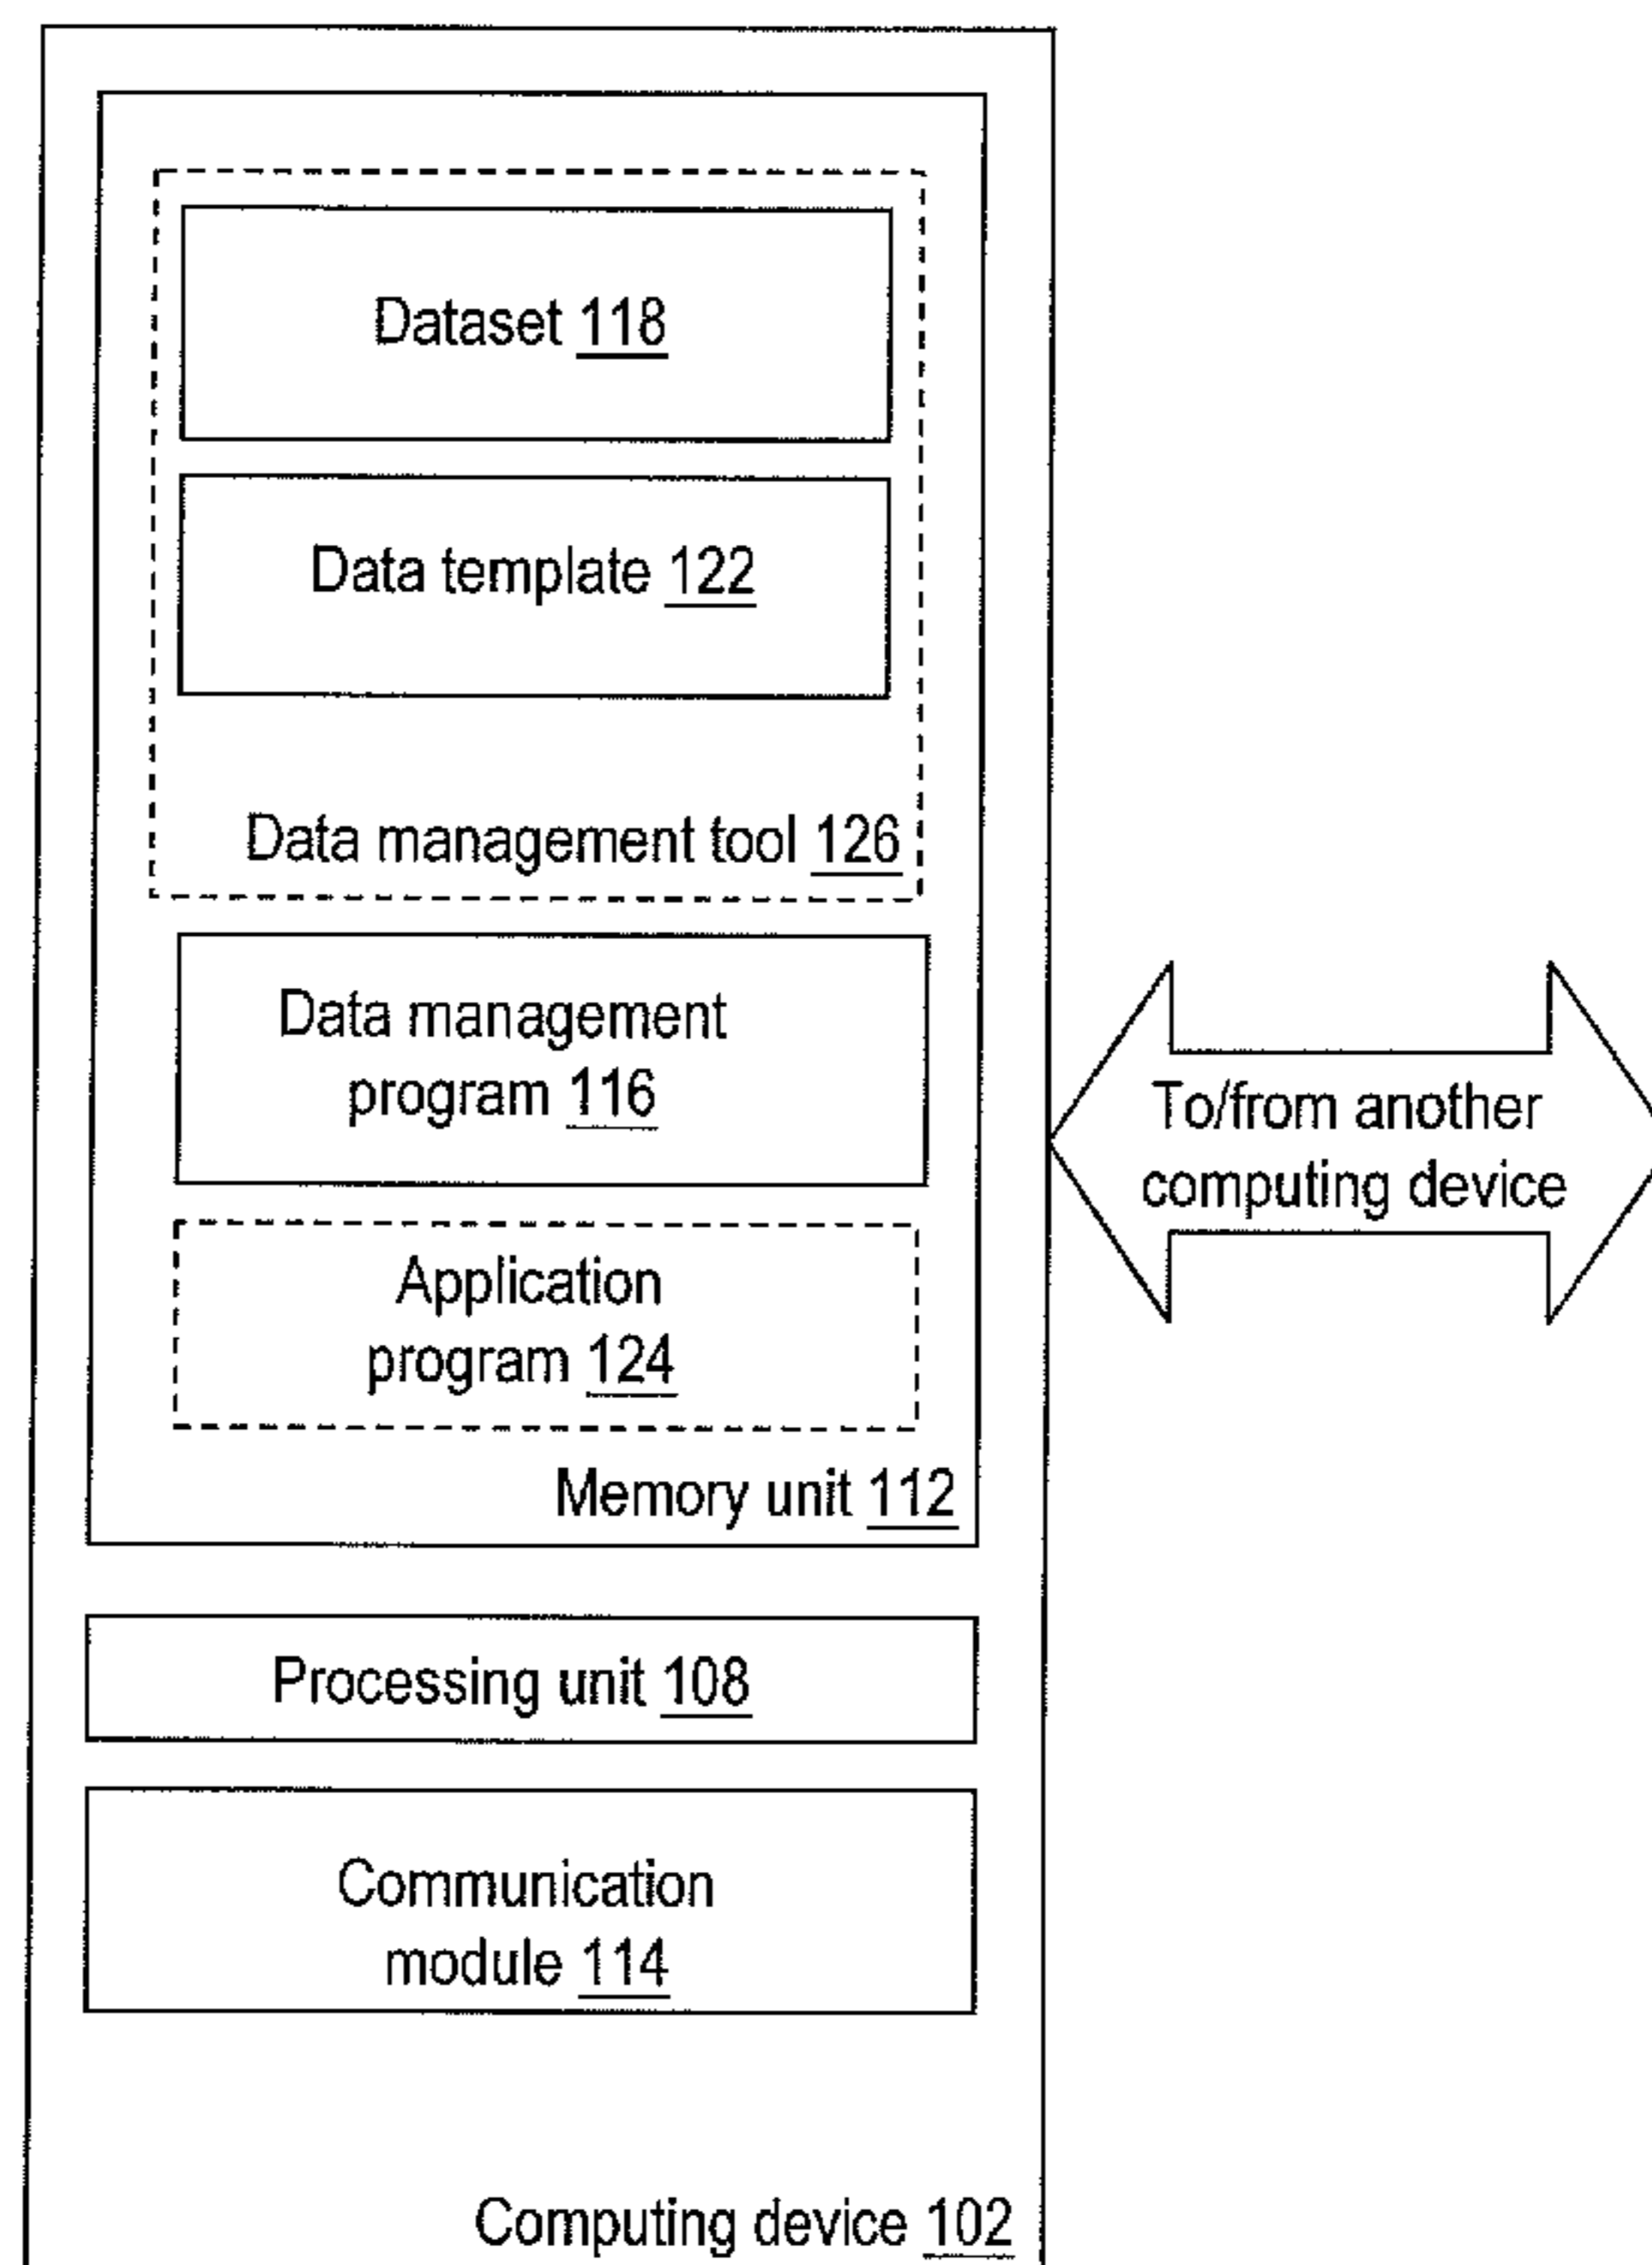 Dataset 118
Data template 122
Data management tool 126
Data management
program 116
Application
program 124
Memory unit 112
To/from another
computing device
Processing unit 108
Communication
module 114
Computing device 102